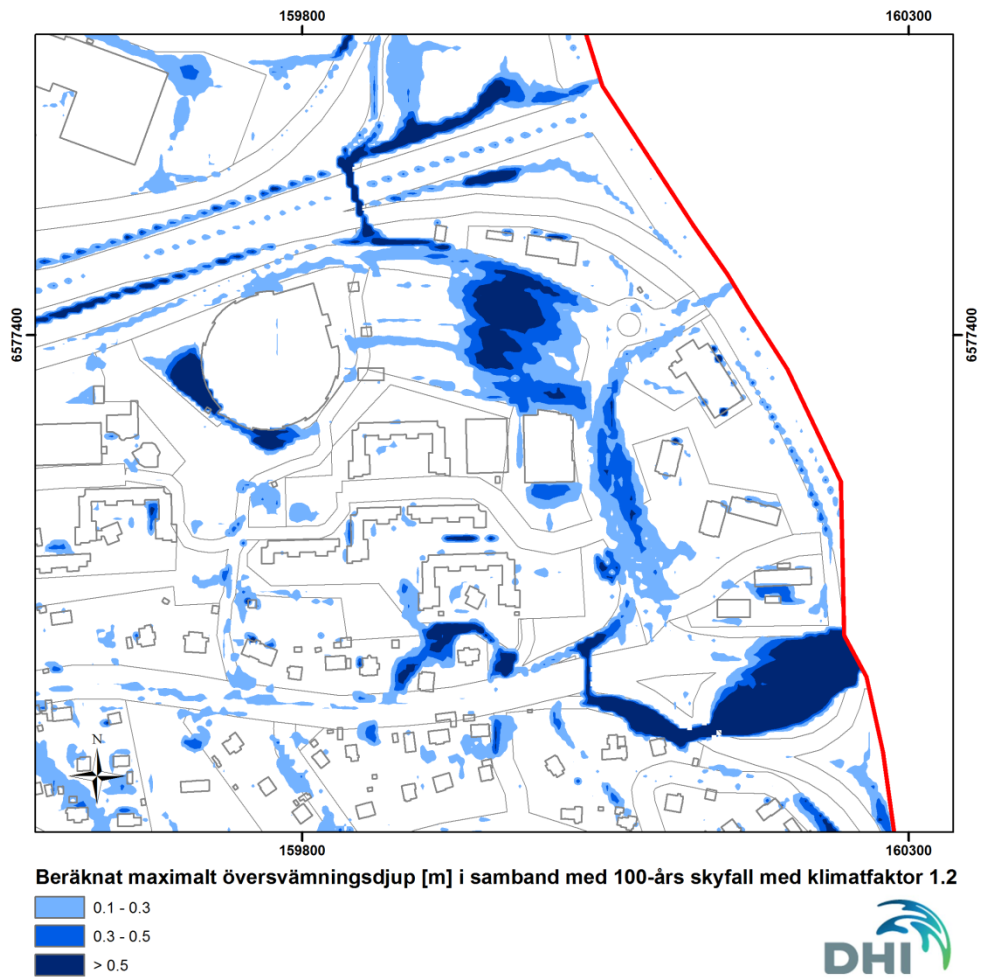 159800 160300
6577400 6577400
N
159800 160300
Beräknat maximalt översvämningsdjup [m] i samband med 100-års skyfall med klimatfaktor 1.2
0.1 - 0.3
0.3 - 0.5
> 0.5
DHI